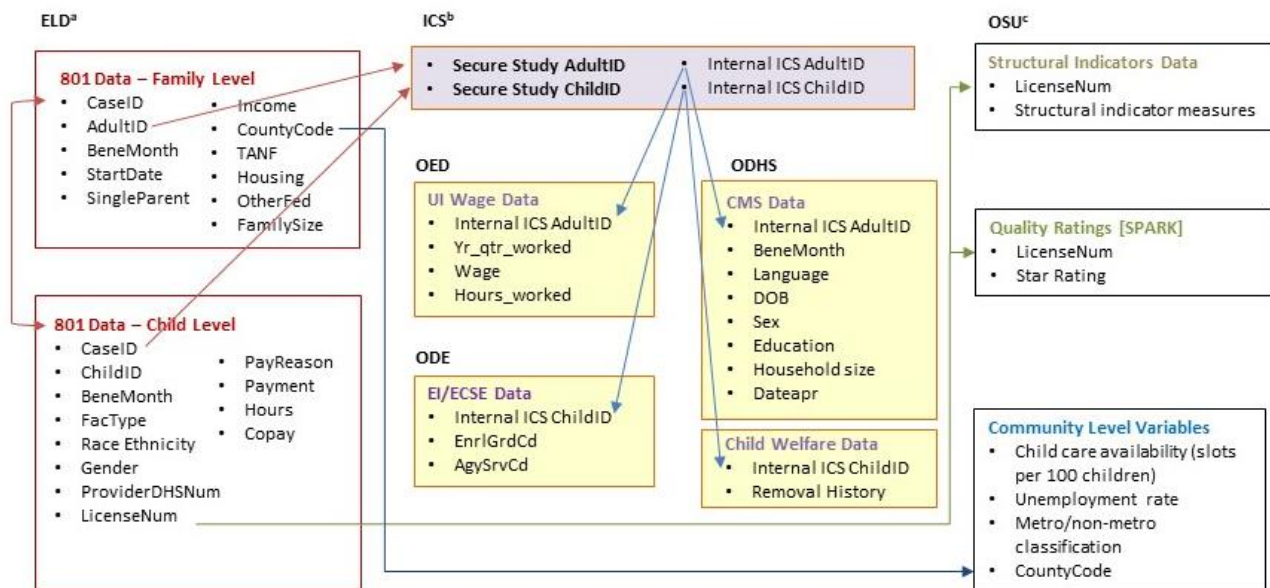 ELDᵃ
801 Data – Family Level
• CaseID
• AdultID
• BeneMonth
• StartDate
• SingleParent
• Income
• CountyCode
• TANF
• Housing
• OtherFed
• FamilySize
801 Data – Child Level
• CaseID
• ChildID
• BeneMonth
• FacType
• Race Ethnicity
• Gender
• ProviderDHSNum
• LicenseNum
• PayReason
• Payment
• Hours
• Copay
ICSᵇ
• Secure Study AdultID
• Secure Study ChildID
• Internal ICS AdultID
• Internal ICS ChildID
OED
UI Wage Data
• Internal ICS AdultID
• Yr_qtr_worked
• Wage
• Hours_worked
ODE
EI/ECSE Data
• Internal ICS ChildID
• EnrlGrdCd
• AgySrvCd
ODHS
CMS Data
• Internal ICS AdultID
• BeneMonth
• Language
• DOB
• Sex
• Education
• Household size
• Dateapr
Child Welfare Data
• Internal ICS ChildID
• Removal History
OSUᶜ
Structural Indicators Data
• LicenseNum
• Structural indicator measures
Quality Ratings [SPARK]
• LicenseNum
• Star Rating
Community Level Variables
• Child care availability (slots
per 100 children)
• Unemployment rate
• Metro/non-metro
classification
• CountyCode